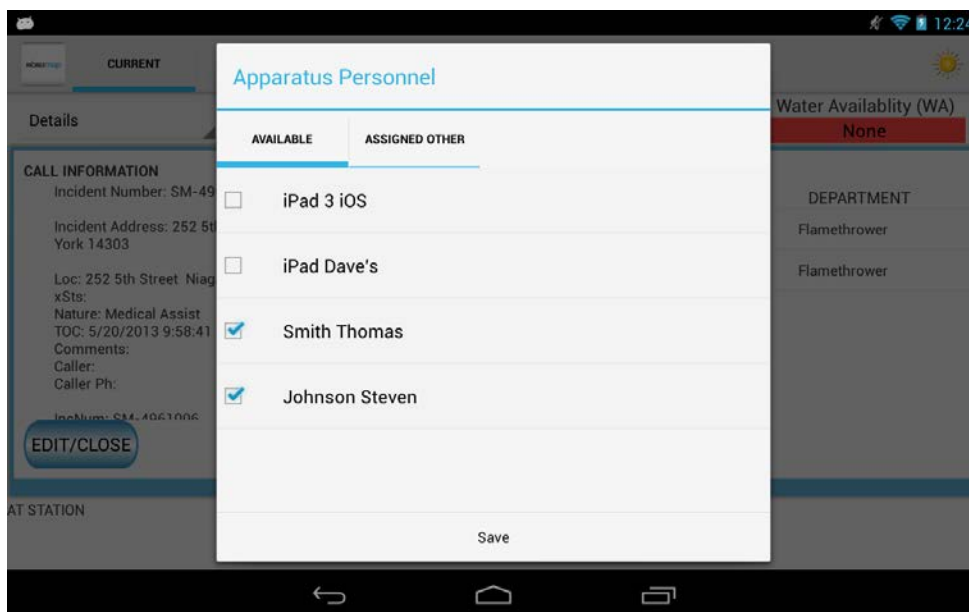 12:24
CURRENT
Details
Water Availablity (WA)
None
CALL INFORMATION
Incident Number: SM-49
Incident Address: 252 5t
York 14303
Loc: 252 5th Street Niag
xSts:
Nature: Medical Assist
TOC: 5/20/2013 9:58:41
Comments:
Caller:
Caller Ph:
IncNum: SM-4961006
EDIT/CLOSE
AT STATION
DEPARTMENT
Flamethrower
Flamethrower
Apparatus Personnel
AVAILABLE
ASSIGNED OTHER
iPad 3 iOS
iPad Dave's
Smith Thomas
Johnson Steven
Save